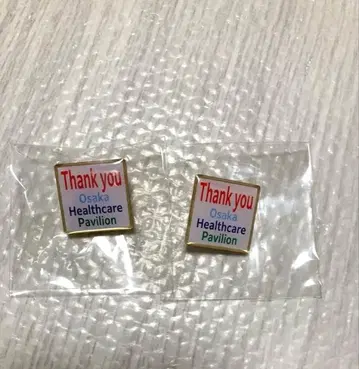 Thank you
Osaka
Healthcare
Pavilion
Thank you
Osaka
Healthcare
Pavilion